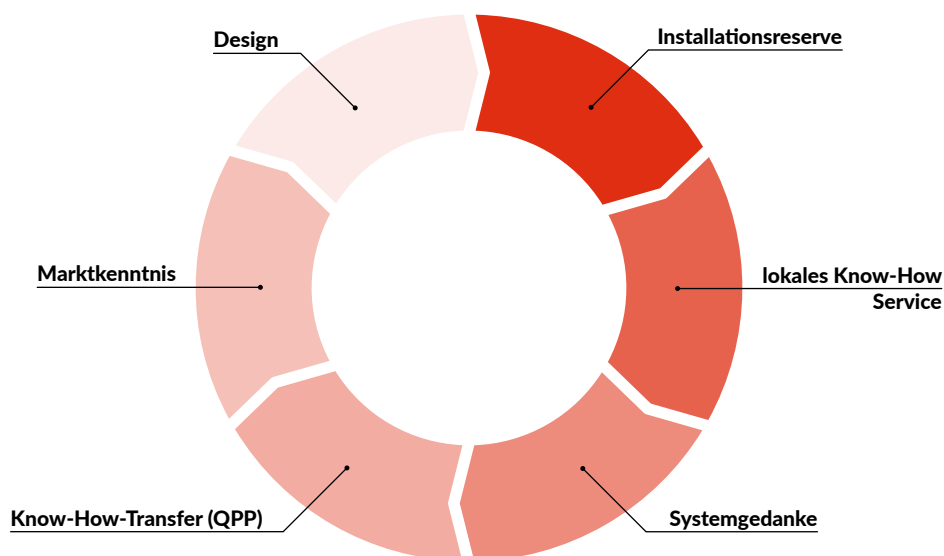 Design
Installationsreserve
Marktkenntnis
lokales Know-How
Service
Know-How-Transfer (QPP)
Systemgedanke